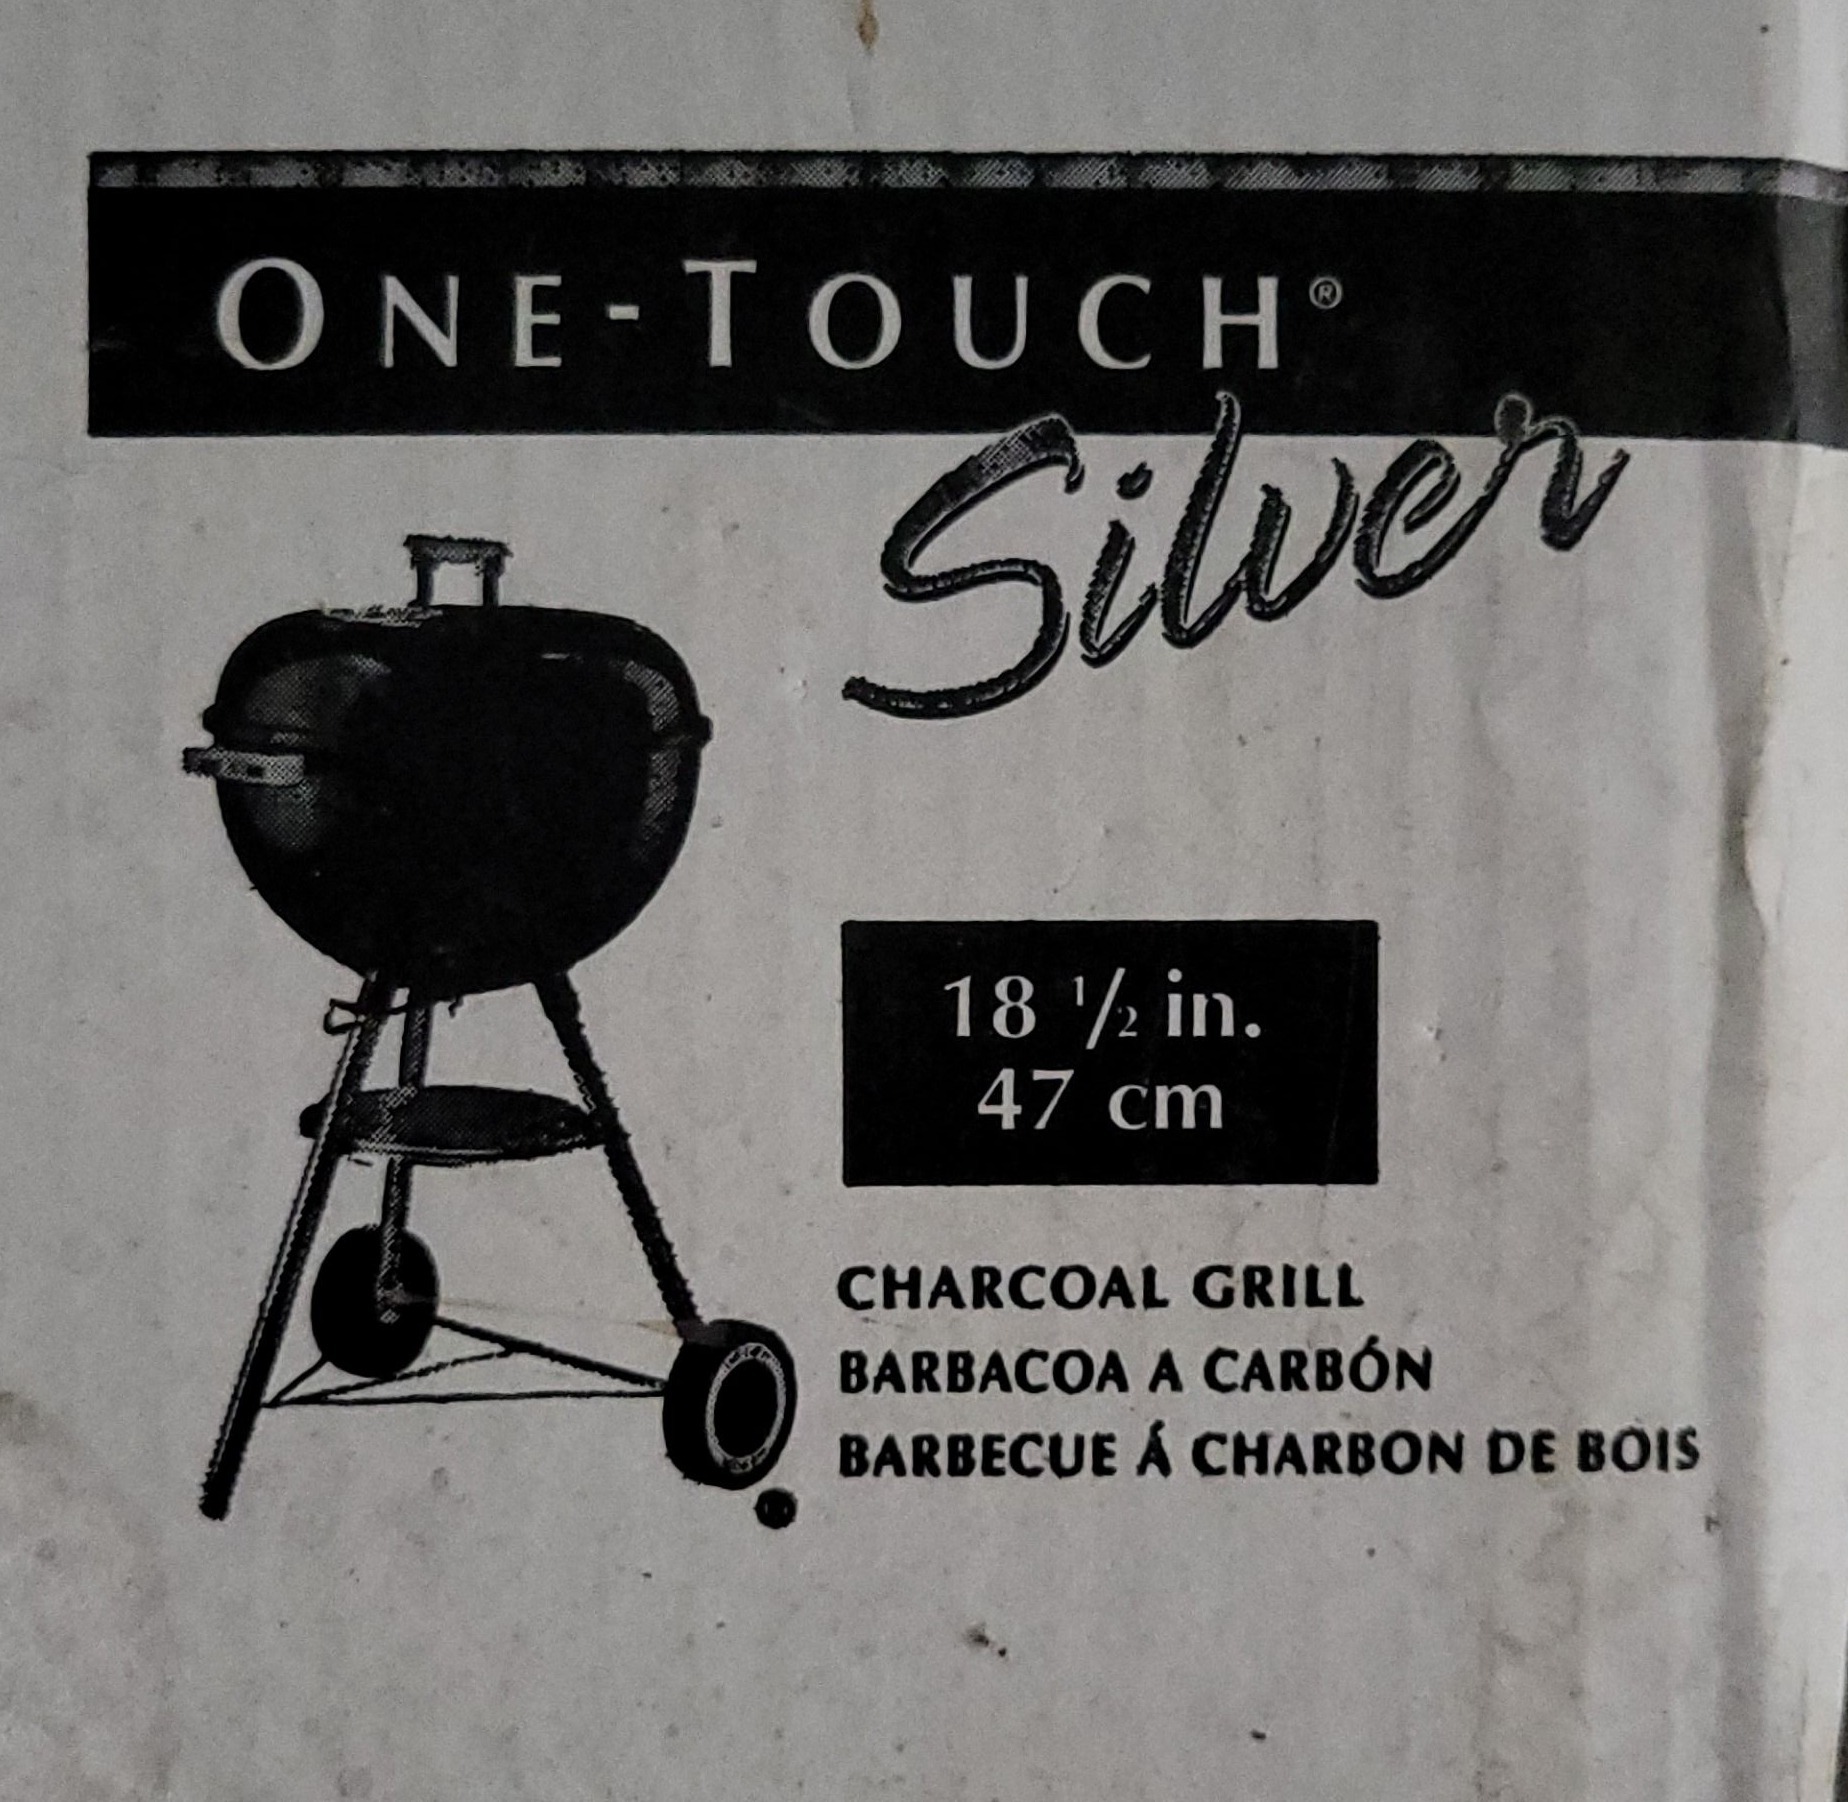 ONE-TOUCH®
Silver
18 1/2 in.
47 cm
CHARCOAL GRILL
BARBACOA A CARBÓN
BARBECUE Á CHARBON DE BOIS